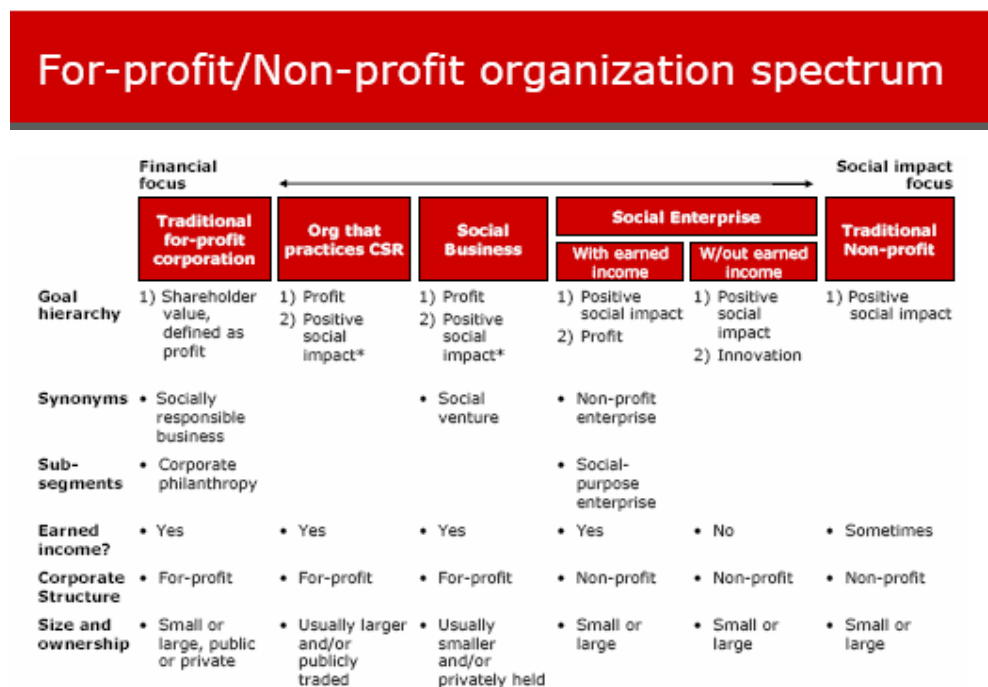 For-profit/Non-profit organization spectrum
Financial
focus
Social impact
focus
Traditional
for-profit
corporation
Org that
practices CSR
Social
Business
Social Enterprise
With earned
income
W/out earned
income
Traditional
Non-profit
Goal
hierarchy
1) Shareholder
value,
defined as
profit
1) Profit
2) Positive
social
impact*
1) Profit
2) Positive
social
impact*
1) Positive
social impact
2) Profit
1) Positive
social
impact
2) Innovation
1) Positive
social impact
Synonyms
• Socially
responsible
business
• Social
venture
• Non-profit
enterprise
Sub-
segments
• Corporate
philanthropy
• Social-
purpose
enterprise
Earned
income?
• Yes
• Yes
• Yes
• Yes
• No
• Sometimes
Corporate
Structure
• For-profit
• For-profit
• For-profit
• Non-profit
• Non-profit
• Non-profit
Size and
ownership
• Small or
large, public
or private
• Usually larger
and/or
publicly
traded
• Usually
smaller
and/or
privately held
• Small or
large
• Small or
large
• Small or
large